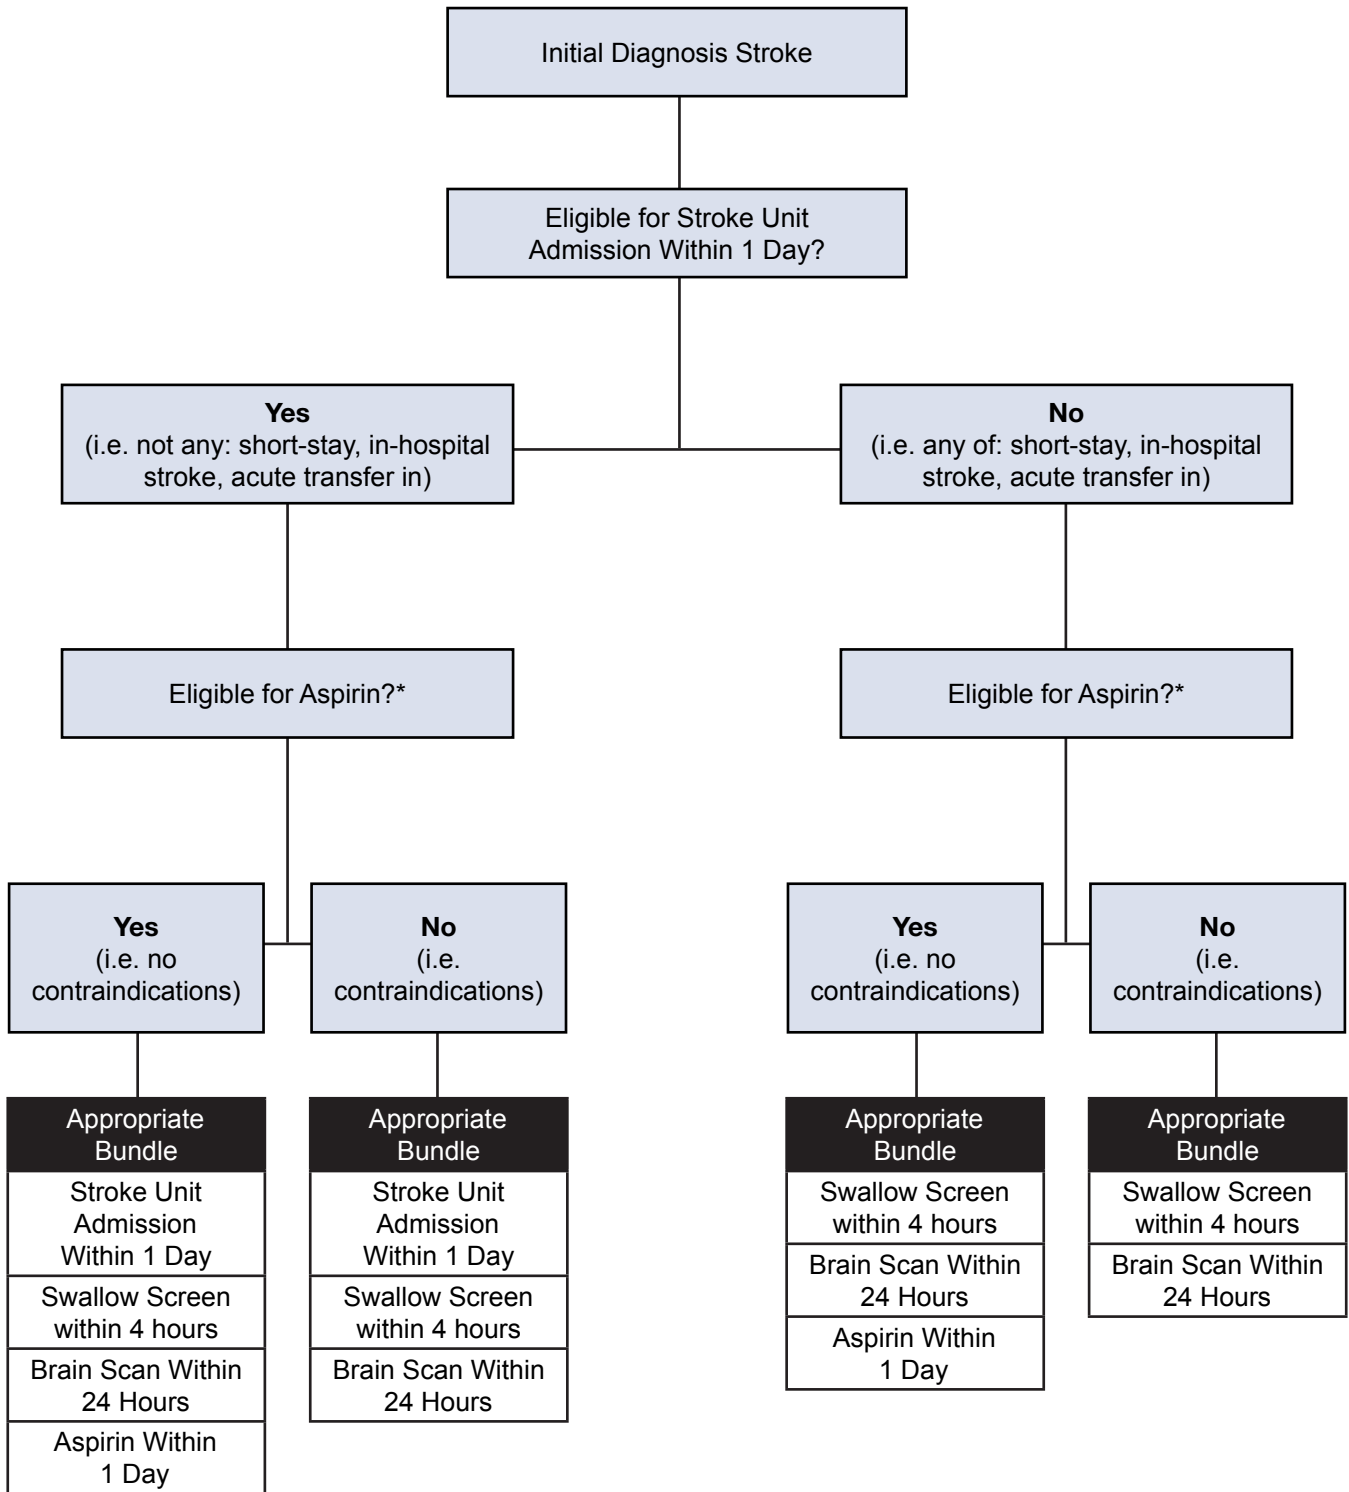 Initial Diagnosis Stroke
Eligible for Stroke Unit
Admission Within 1 Day?
Yes
(i.e. not any: short-stay, in-hospital
stroke, acute transfer in)
No
(i.e. any of: short-stay, in-hospital
stroke, acute transfer in)
Eligible for Aspirin?*
Eligible for Aspirin?*
Yes
(i.e. no
contraindications)
No
(i.e.
contraindications)
Yes
(i.e. no
contraindications)
No
(i.e.
contraindications)
Appropriate
Bundle
Stroke Unit
Admission
Within 1 Day
Swallow Screen
within 4 hours
Brain Scan Within
24 Hours
Aspirin Within
1 Day
Appropriate
Bundle
Stroke Unit
Admission
Within 1 Day
Swallow Screen
within 4 hours
Brain Scan Within
24 Hours
Appropriate
Bundle
Swallow Screen
within 4 hours
Brain Scan Within
24 Hours
Aspirin Within
1 Day
Appropriate
Bundle
Swallow Screen
within 4 hours
Brain Scan Within
24 Hours